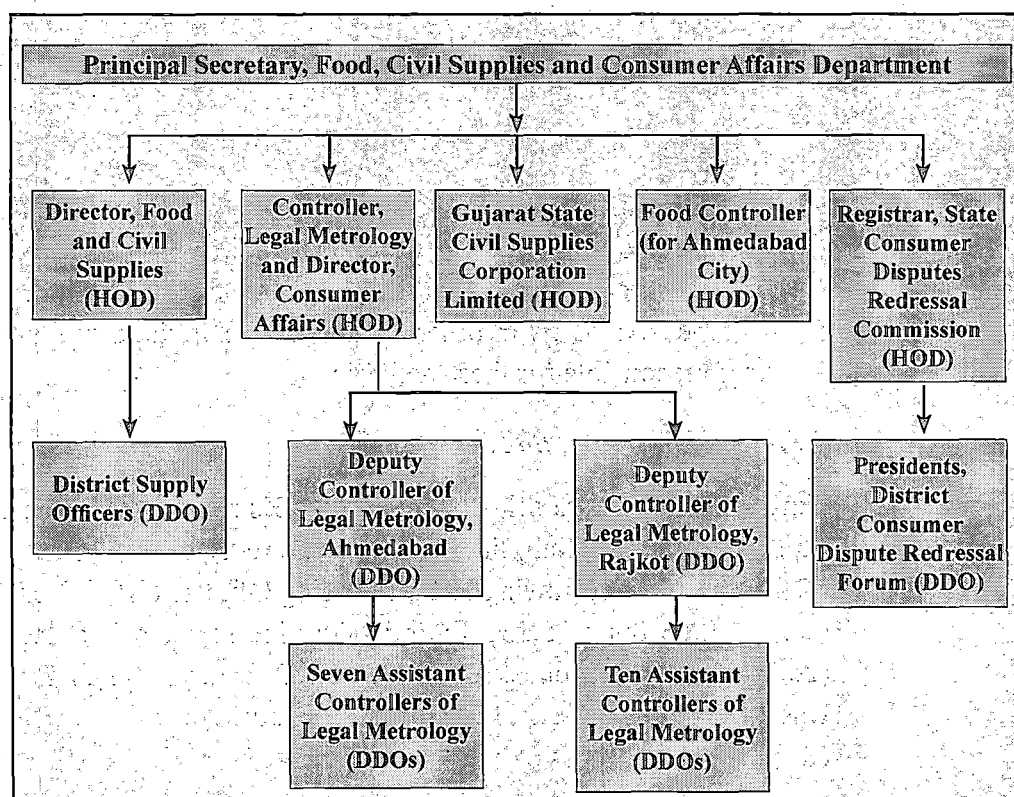 Principal Secretary, Food, Civil Supplies and Consumer Affairs Department
Director, Food
and Civil
Supplies
(HOD)
Controller,
Legal Metrology
and Director,
Consumer
Affairs (HOD)
Gujarat State
Civil Supplies
Corporation
Limited (HOD)
Food Controller
(for Ahmedabad
City)
(HOD)
Registrar, State
Consumer
Disputes
Redressal
Commission
(HOD)
District Supply
Officers (DDO)
Deputy
Controller of
Legal Metrology,
Ahmedabad
(DDO)
Deputy
Controller of
Legal Metrology,
Rajkot (DDO)
Presidents,
District
Consumer
Dispute Redressal
Forum (DDO)
Seven Assistant
Controllers of
Legal Metrology
(DDOs)
Ten Assistant
Controllers of
Legal Metrology
(DDOs)